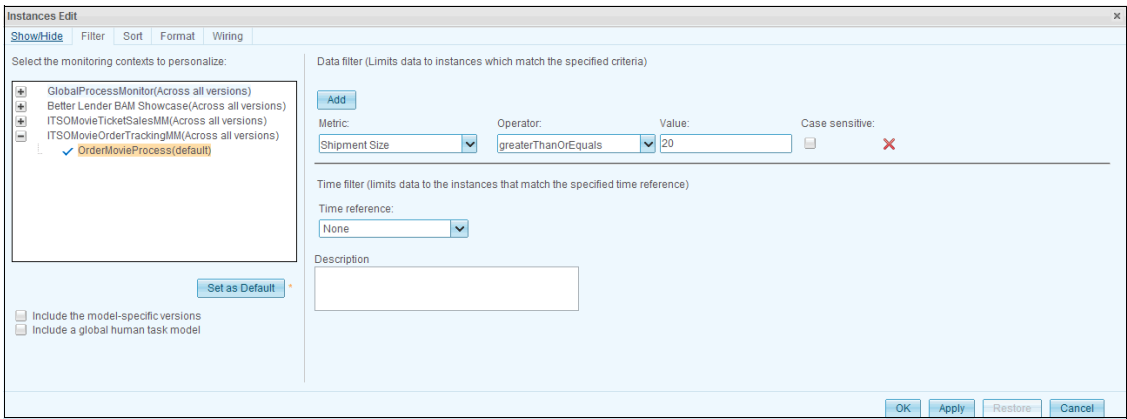 Instances Edit
Show/Hide Filter Sort Format Wiring
Select the monitoring contexts to personalize:
GlobalProcessMonitor(Across all versions)
Better Lender BAM Showcase(Across all versions)
ITSOMovieTicketSalesMM(Across all versions)
ITSOMovieOrderTrackingMM(Across all versions)
OrderMovieProcess(default)
Set as Default *
Include the model-specific versions
Include a global human task model
Data filter (Limits data to instances which match the specified criteria)
Add
Metric: Operator: Value: Case sensitive:
Shipment Size greaterThanOrEquals 20
Time filter (limits data to the instances that match the specified time reference)
Time reference:
None
Description
OK Apply Restore Cancel